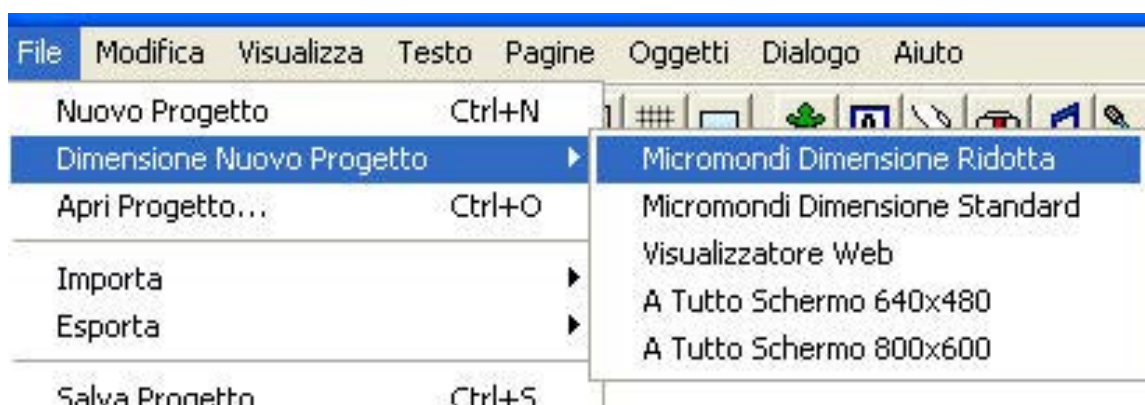 File Modifica Visualizza Testo Pagine Oggetti Dialogo Aiuto
Nuovo Progetto Ctrl+N
Dimensione Nuovo Progetto
Apri Progetto... Ctrl+O
Importa
Esporta
Salva Progetto Ctrl+S
Micromondi Dimensione Ridotta
Micromondi Dimensione Standard
Visualizzatore Web
A Tutto Schermo 640x480
A Tutto Schermo 800x600